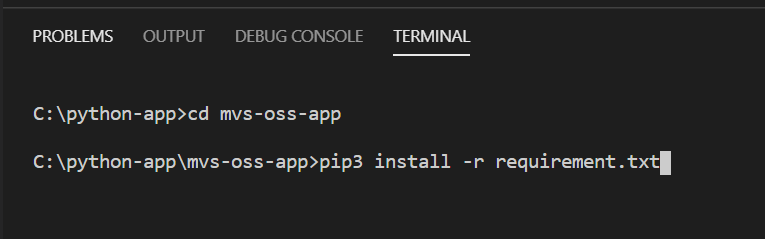 PROBLEMS OUTPUT DEBUG CONSOLE TERMINAL
C:\python-app>cd mvs-oss-app
C:\python-app\mvs-oss-app>pip3 install -r requirement.txt